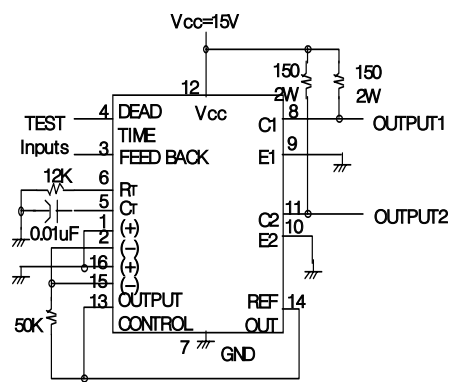 Vcc=15V
150
2W
150
2W
12
Vcc
TEST
Inputs
4
DEAD
TIME
3
FEED BACK
8
C1
OUTPUT1
9
E1
12K
6
RT
5
CT
0.01uF
1
(+)
2
(-)
16
(+)
15
(-)
11
C2
OUTPUT2
10
E2
13
OUTPUT
CONTROL
REF
14
OUT
50K
7
GND